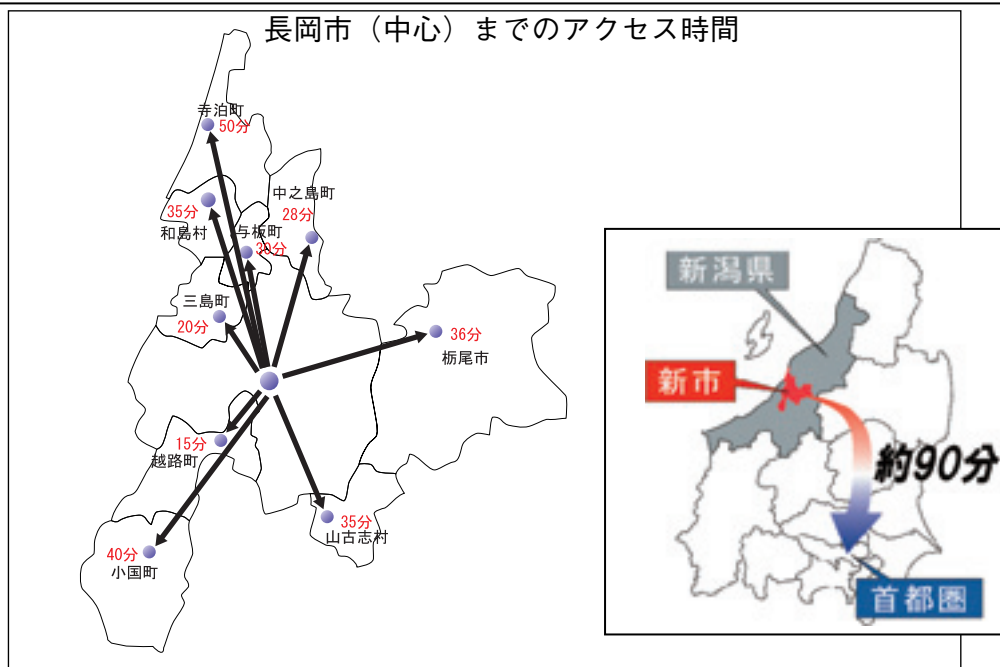 長岡市（中心）までのアクセス時間
寺泊町
50分
中之島町
28分
35分
和島村
与板町
30分
三島町
20分
36分
栃尾市
15分
越路町
35分
山古志村
40分
小国町
新潟県
新市
約90分
首都圏